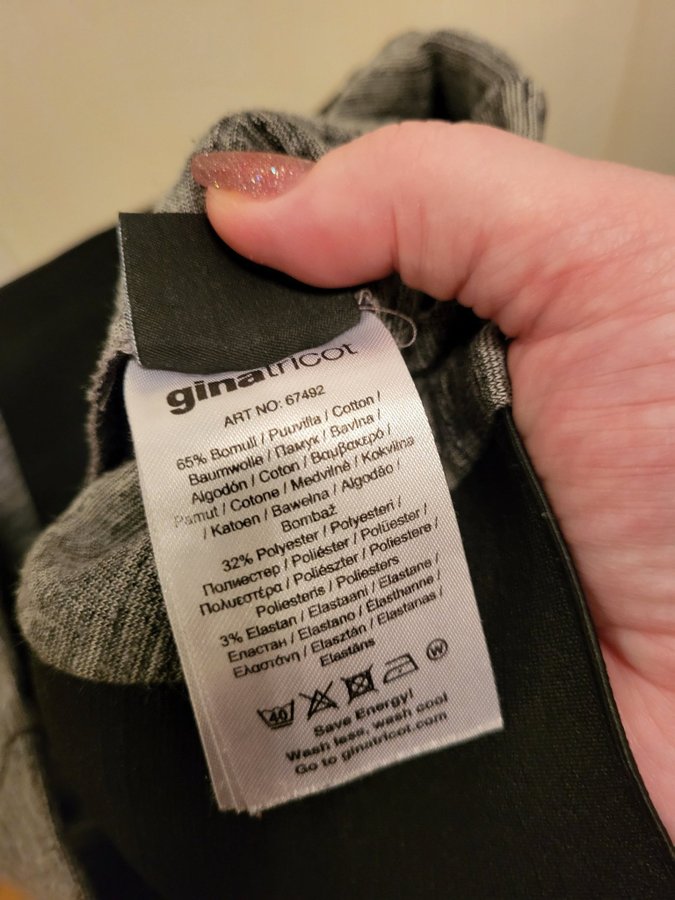 ginatricot
ART NO: 67492
65% Bomull / Puuvilla / Cotton /
Baumwolle / Памук / Bavlna /
Algodón / Coton / Βαμβακερό /
Pamut / Cotone / Medvilnė / Kokvilna
/ Katoen / Bawełna / Algodão /
Bombaž
32% Polyester / Polyesteri /
Полиестер / Poliéster / Polüester /
Πολυεστέρα / Poliészter / Poliestere /
Poliesteris / Poliesters
3% Elastan / Elastaani / Elastane /
Еластан / Elastano / Elasthanne /
Ελαστάνη / Elasztán / Elastanas /
Elastāns
40 W
Save Energy!
Wash less, wash cool
Go to ginatricot.com